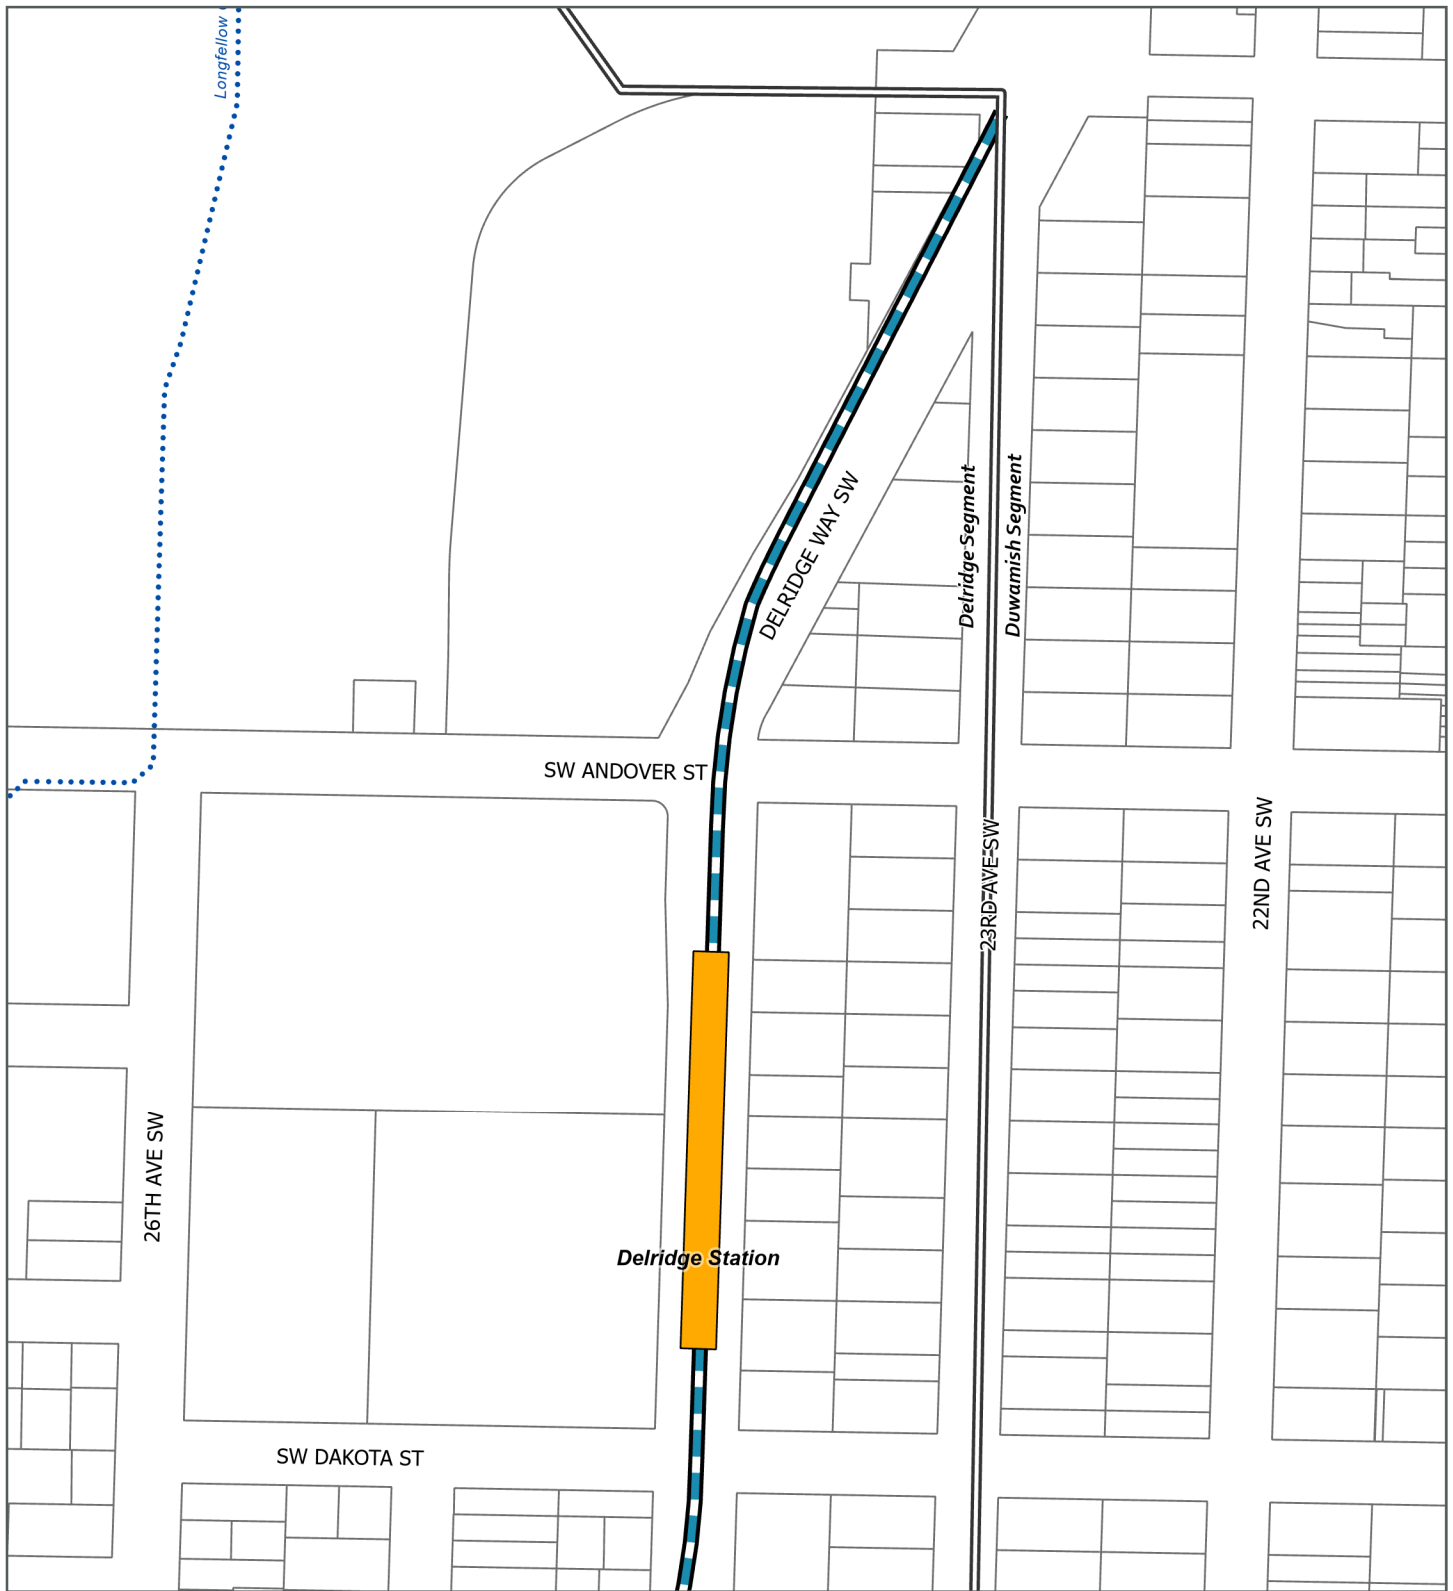 Longfellow
DELRIDGE WAY SW
Delridge Segment
Duwamish Segment
SW ANDOVER ST
23RD AVE SW
22ND AVE SW
26TH AVE SW
Delridge Station
SW DAKOTA ST